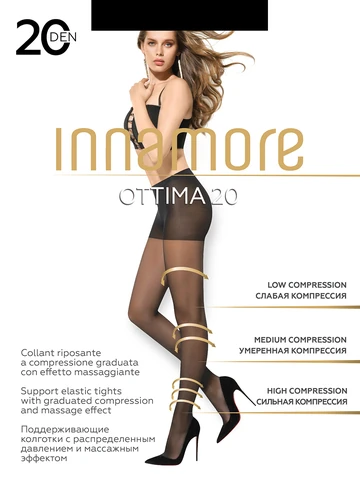 20 DEN
innamore
OTTIMA 20
LOW COMPRESSION
СЛАБАЯ КОМПРЕССИЯ
MEDIUM COMPRESSION
УМЕРЕННАЯ КОМПРЕССИЯ
HIGH COMPRESSION
СИЛЬНАЯ КОМПРЕССИЯ
Collant riposante
a compressione graduata
con effetto massaggiante
Support elastic tights
with graduated compression
and massage effect
Поддерживающие
колготки с распределенным
давлением и массажным
эффектом